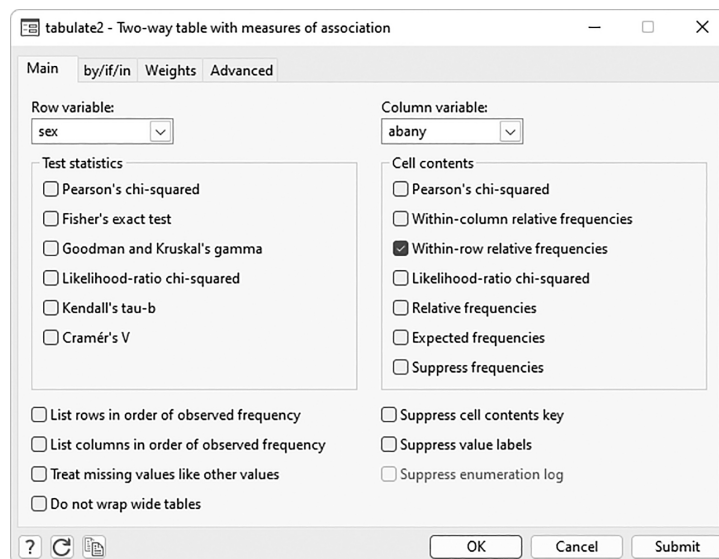 tabulate2 - Two-way table with measures of association
Main by/if/in Weights Advanced
Row variable:
sex
Column variable:
abany
Test statistics
Pearson's chi-squared
Fisher's exact test
Goodman and Kruskal's gamma
Likelihood-ratio chi-squared
Kendall's tau-b
Cramér's V
Cell contents
Pearson's chi-squared
Within-column relative frequencies
Within-row relative frequencies
Likelihood-ratio chi-squared
Relative frequencies
Expected frequencies
Suppress frequencies
List rows in order of observed frequency
List columns in order of observed frequency
Treat missing values like other values
Do not wrap wide tables
Suppress cell contents key
Suppress value labels
Suppress enumeration log
? OK Cancel Submit